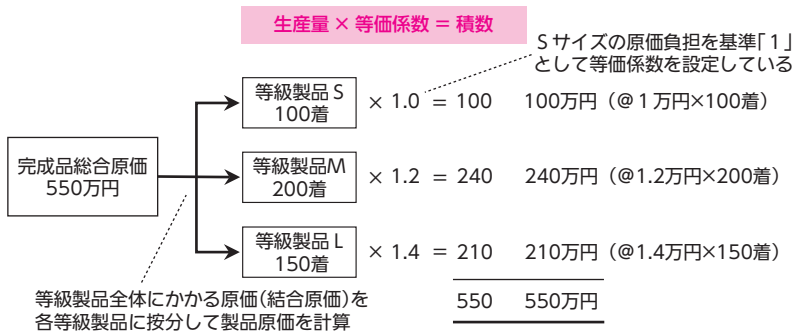 生産量 × 等価係数 = 積数
Sサイズの原価負担を基準「1」
として等価係数を設定している
等級製品S
100着
× 1.0 = 100 100万円（@1万円×100着）
完成品総合原価
550万円
等級製品M
200着
× 1.2 = 240 240万円（@1.2万円×200着）
等級製品L
150着
× 1.4 = 210 210万円（@1.4万円×150着）
550 550万円
等級製品全体にかかる原価（結合原価）を
各等級製品に按分して製品原価を計算